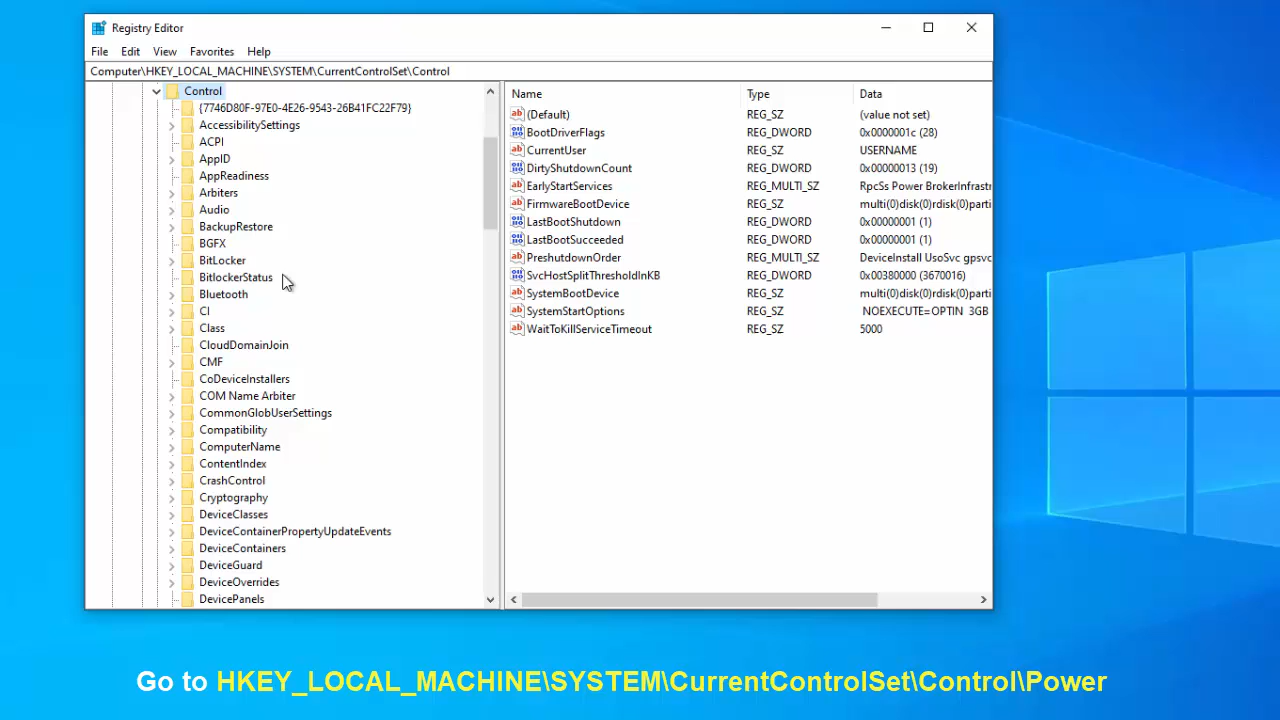 Registry Editor
File Edit View Favorites Help
Computer\HKEY_LOCAL_MACHINE\SYSTEM\CurrentControlSet\Control
Control
{7746D80F-97E0-4E26-9543-26B41FC22F79}
AccessibilitySettings
ACPI
AppID
AppReadiness
Arbiters
Audio
BackupRestore
BGFX
BitLocker
BitlockerStatus
Bluetooth
CI
Class
CloudDomainJoin
CMF
CoDeviceInstallers
COM Name Arbiter
CommonGlobUserSettings
Compatibility
ComputerName
ContentIndex
CrashControl
Cryptography
DeviceClasses
DeviceContainerPropertyUpdateEvents
DeviceContainers
DeviceGuard
DeviceOverrides
DevicePanels
Name Type Data
(Default) REG_SZ (value not set)
BootDriverFlags REG_DWORD 0x0000001c (28)
CurrentUser REG_SZ USERNAME
DirtyShutdownCount REG_DWORD 0x00000013 (19)
EarlyStartServices REG_MULTI_SZ RpcSs Power BrokerInfrastr
FirmwareBootDevice REG_SZ multi(0)disk(0)rdisk(0)parti
LastBootShutdown REG_DWORD 0x00000001 (1)
LastBootSucceeded REG_DWORD 0x00000001 (1)
PreshutdownOrder REG_MULTI_SZ DeviceInstall UsoSvc gpsvc
SvcHostSplitThresholdInKB REG_DWORD 0x00380000 (3670016)
SystemBootDevice REG_SZ multi(0)disk(0)rdisk(0)parti
SystemStartOptions REG_SZ NOEXECUTE=OPTIN 3GB
WaitToKillServiceTimeout REG_SZ 5000
Go to HKEY_LOCAL_MACHINE\SYSTEM\CurrentControlSet\Control\Power